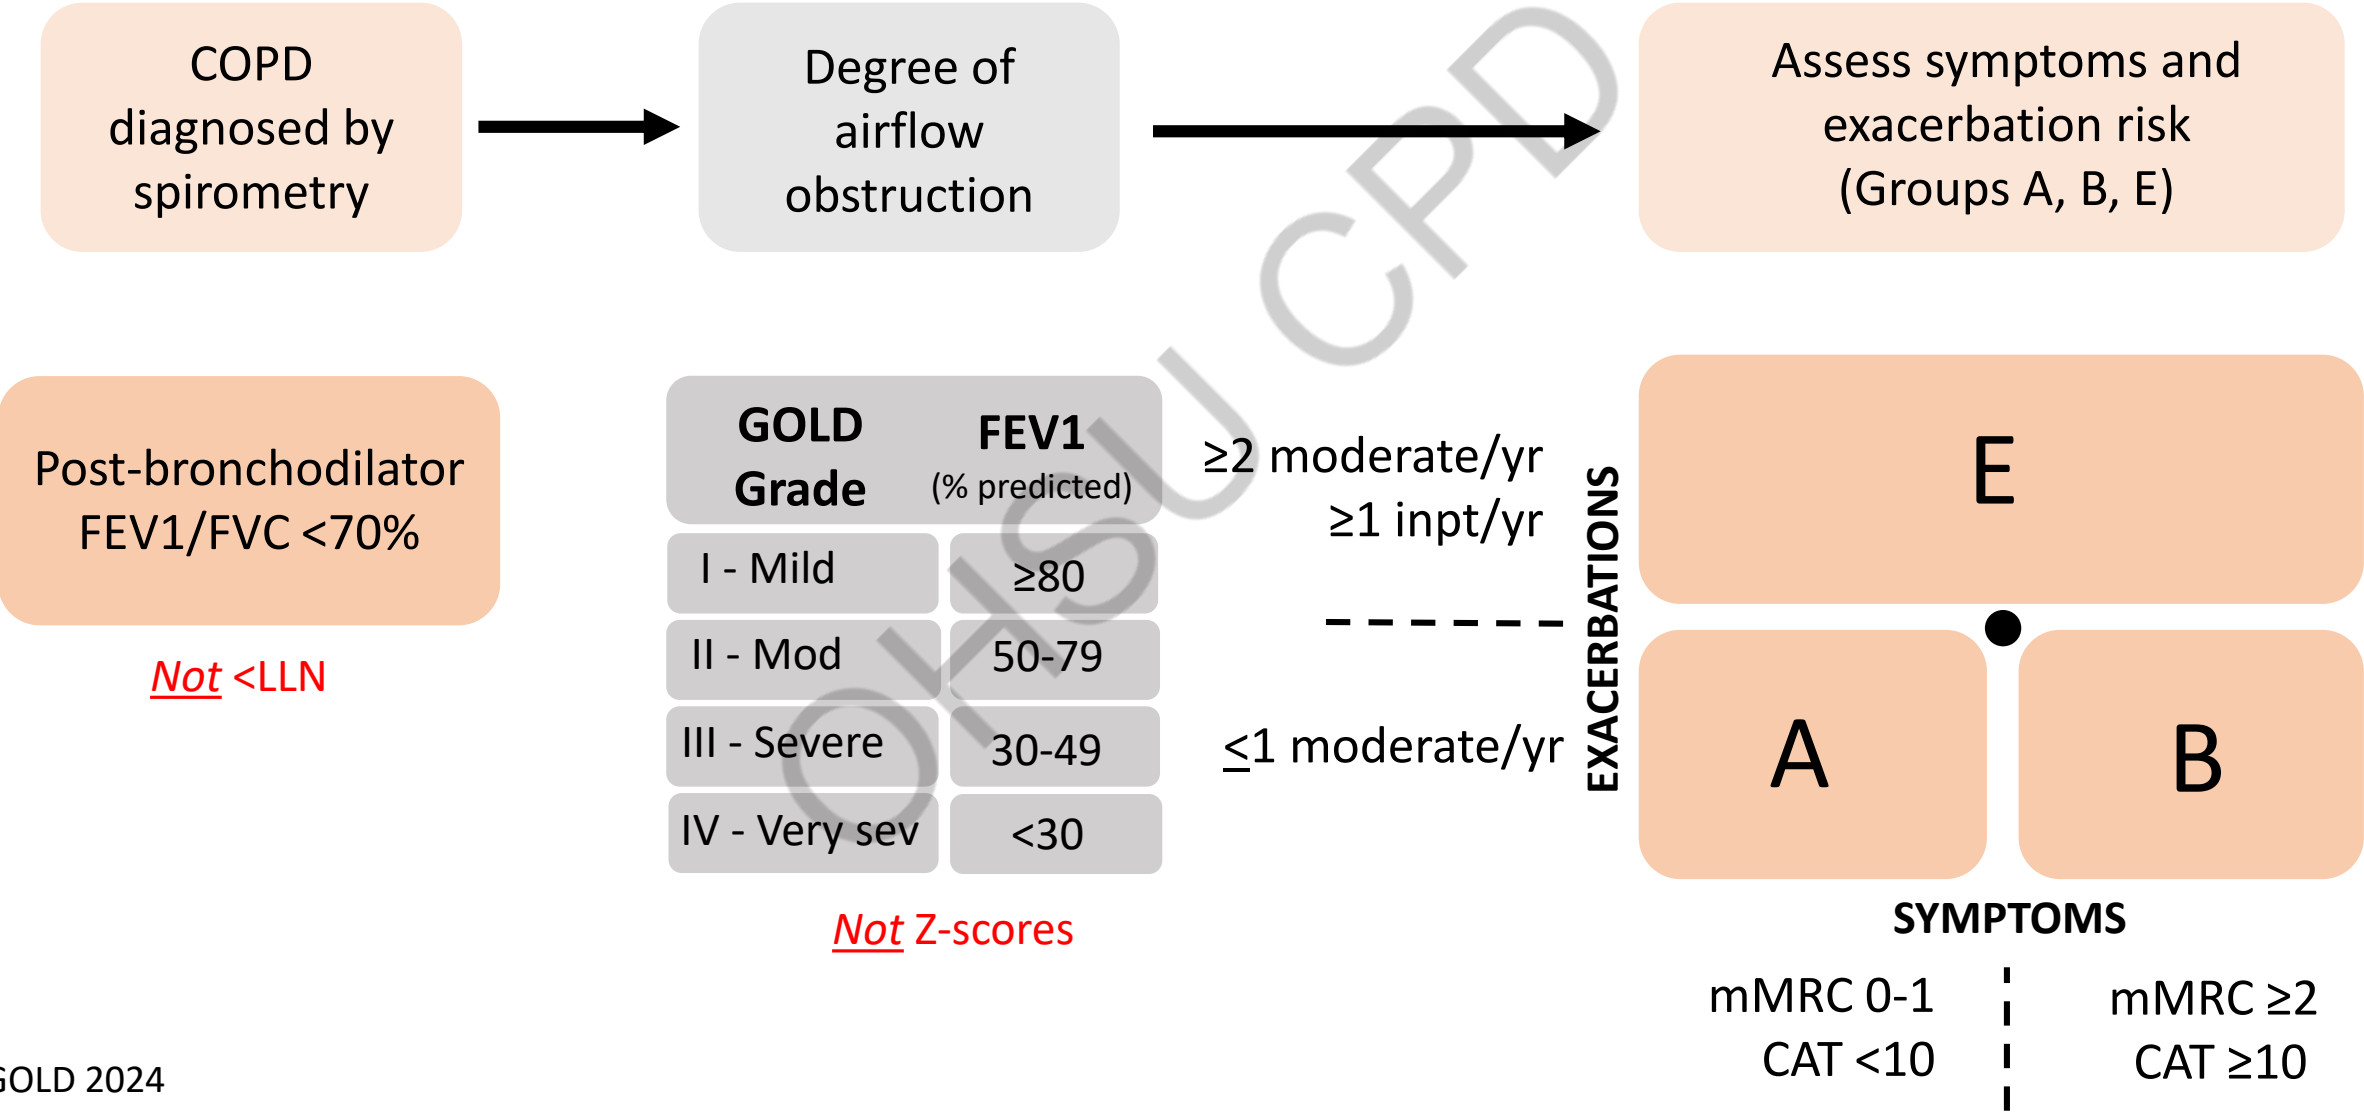 COPD
diagnosed by
spirometry
Degree of
airflow
obstruction
Assess symptoms and
exacerbation risk
(Groups A, B, E)
Post-bronchodilator
FEV1/FVC <70%
Not <LLN
GOLD
Grade
FEV1
(% predicted)
I - Mild
≥80
II - Mod
50-79
III - Severe
30-49
IV - Very sev
<30
Not Z-scores
≥2 moderate/yr
≥1 inpt/yr
≤1 moderate/yr
EXACERBATIONS
E
A
B
SYMPTOMS
mMRC 0-1
CAT <10
mMRC ≥2
CAT ≥10
GOLD 2024
OHSU CPD